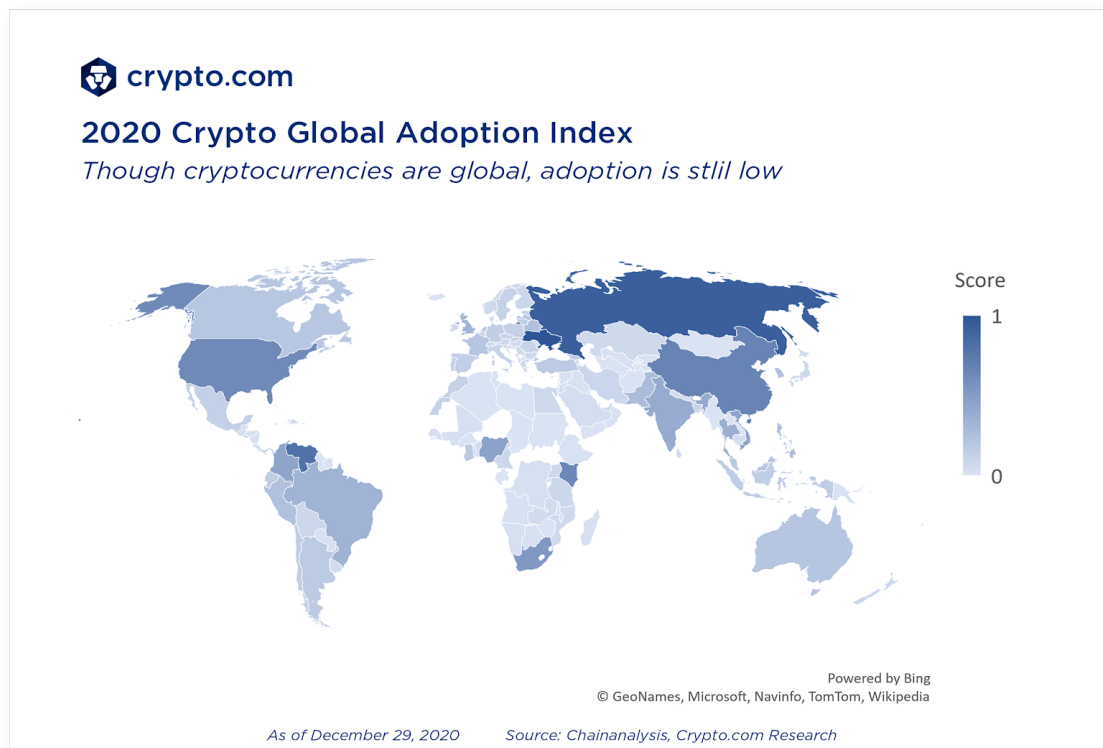 crypto.com
2020 Crypto Global Adoption Index
Though cryptocurrencies are global, adoption is stlil low
Score
1
0
Powered by Bing
© GeoNames, Microsoft, Navinfo, TomTom, Wikipedia
As of December 29, 2020 Source: Chainanalysis, Crypto.com Research